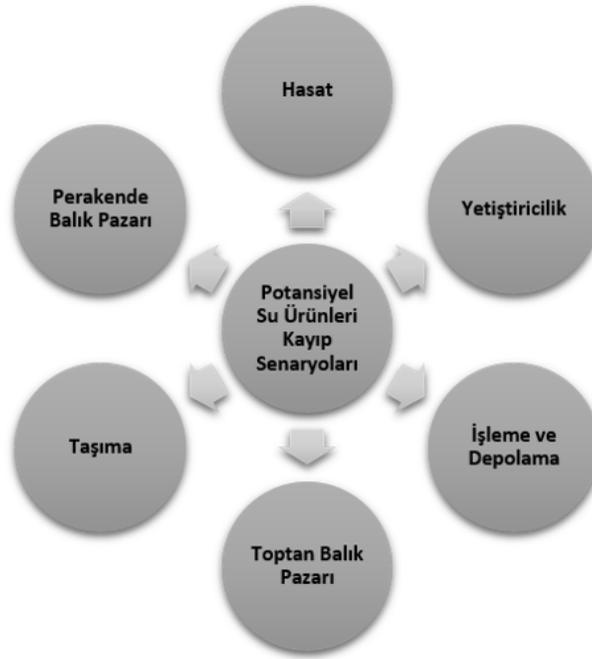 Hasat
Perakende
Balık Pazarı
Yetiştiricilik
Potansiyel
Su Ürünleri
Kayıp
Senaryoları
Taşıma
İşleme ve
Depolama
Toptan Balık
Pazarı